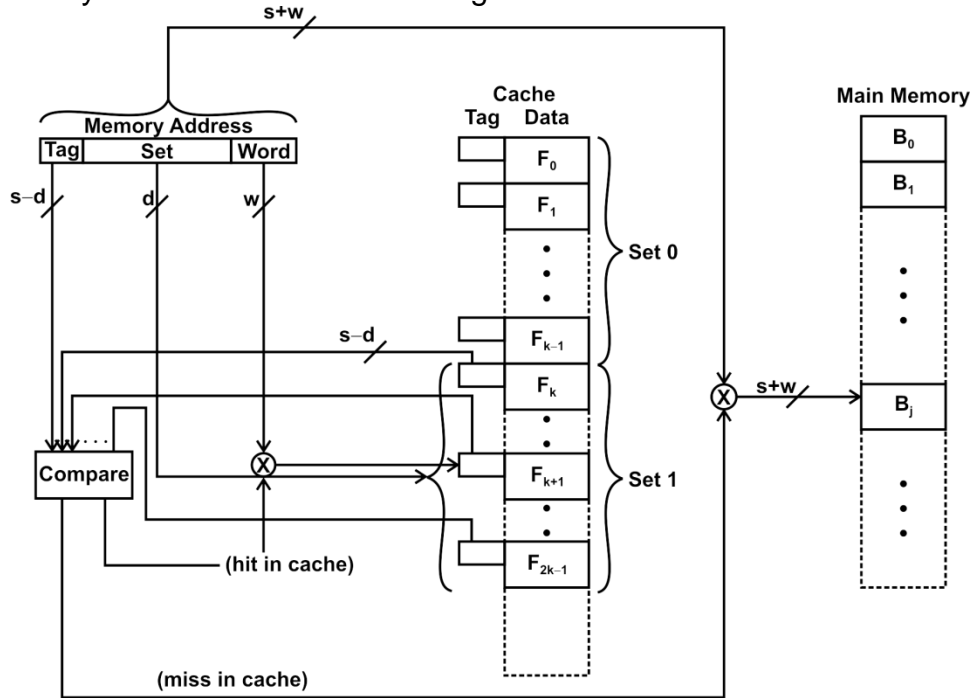 s+w
Cache
Tag Data
Main Memory
Memory Address
Tag Set Word
s–d d w
F0
F1
Set 0
Fk–1
s–d
Fk
Fk+1
Set 1
F2k–1
B0
B1
X
s+w
Bj
Compare
X
(hit in cache)
(miss in cache)